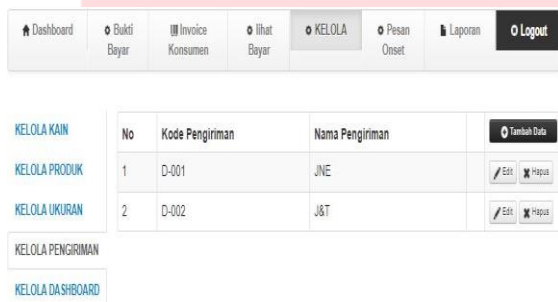 Dashboard
Bukti Bayar
Invoice Konsumen
lihat Bayar
KELOLA
Pesan Onset
Laporan
Logout
KELOLA KAIN
KELOLA PRODUK
KELOLA UKURAN
KELOLA PENGIRIMAN
KELOLA DASHBOARD
No Kode Pengiriman Nama Pengiriman Tambah Data
1 D-001 JNE Edit Hapus
2 D-002 J&T Edit Hapus